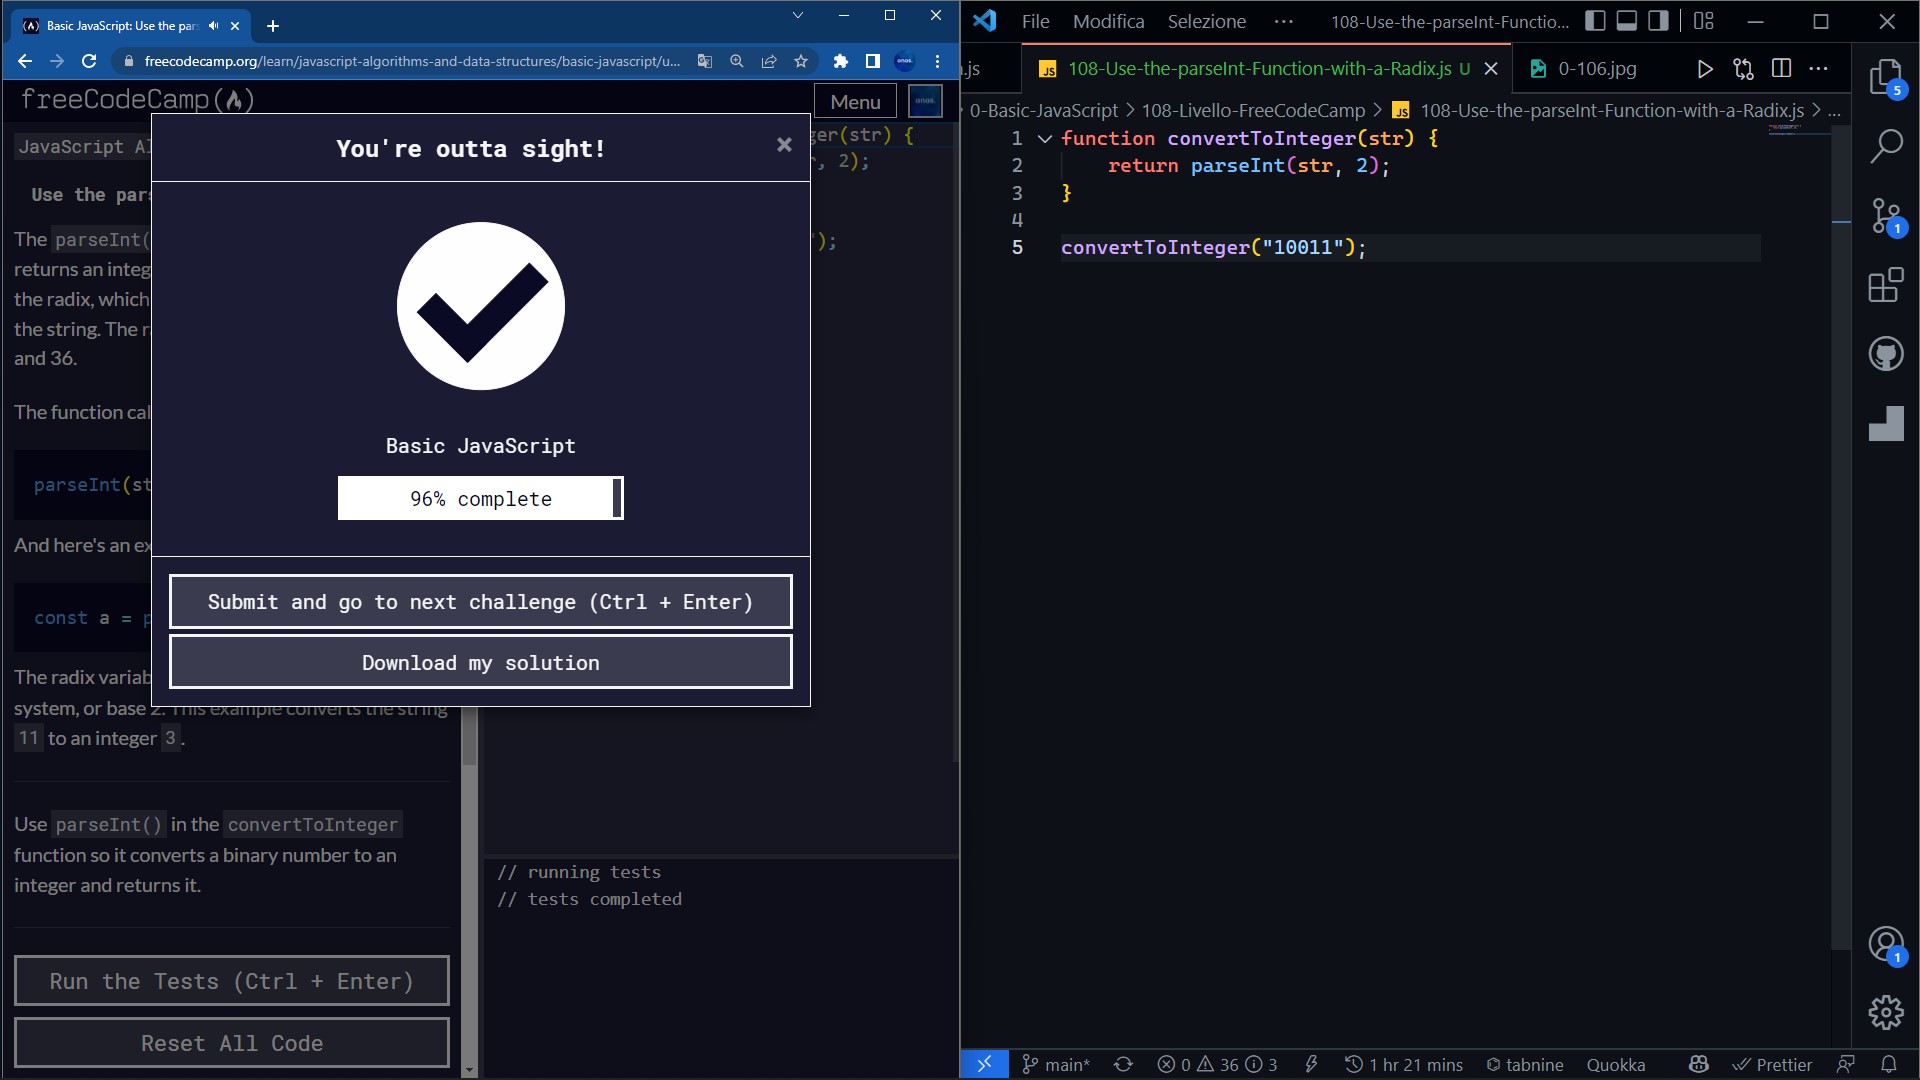 Basic JavaScript: Use the par
freecodecamp.org/learn/javascript-algorithms-and-data-structures/basic-javascript/u...
freeCodeCamp(
Menu
onos.
JavaScript Al
Use the pars
The parseInt(
returns an integ
the radix, which
the string. The r
and 36.
The function cal
parseInt(st
And here's an ex
const a = p
The radix variab
system, or base 2. This example converts the string
11 to an integer 3.
Use parseInt() in the convertToInteger
function so it converts a binary number to an
integer and returns it.
Run the Tests (Ctrl + Enter)
Reset All Code
ger(str) {
, 2);
");
// running tests
// tests completed
You're outta sight!
×
Basic JavaScript
96% complete
Submit and go to next challenge (Ctrl + Enter)
Download my solution
File Modifica Selezione ··· 108-Use-the-parseInt-Functio...
.js
JS 108-Use-the-parseInt-Function-with-a-Radix.js U
0-106.jpg
0-Basic-JavaScript > 108-Livello-FreeCodeCamp > JS 108-Use-the-parseInt-Function-with-a-Radix.js > ...
1 function convertToInteger(str) {
2 return parseInt(str, 2);
3 }
4
5 convertToInteger("10011");
5
1
1
main* 0 36 3 1 hr 21 mins tabnine Quokka Prettier